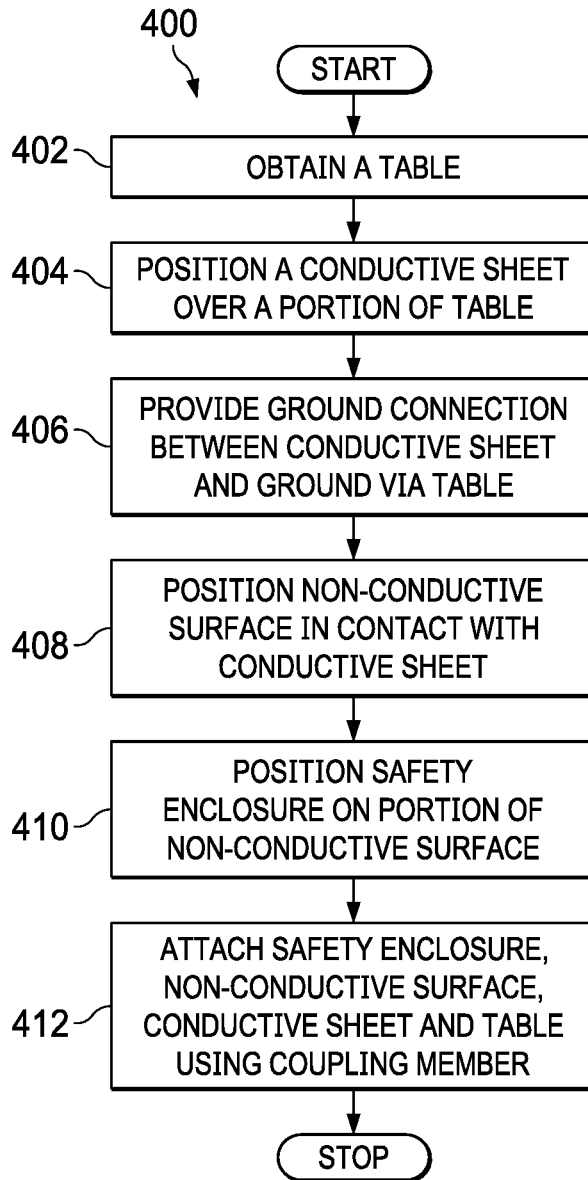 400
START
402
OBTAIN A TABLE
404
POSITION A CONDUCTIVE SHEET
OVER A PORTION OF TABLE
406
PROVIDE GROUND CONNECTION
BETWEEN CONDUCTIVE SHEET
AND GROUND VIA TABLE
408
POSITION NON-CONDUCTIVE
SURFACE IN CONTACT WITH
CONDUCTIVE SHEET
410
POSITION SAFETY
ENCLOSURE ON PORTION OF
NON-CONDUCTIVE SURFACE
412
ATTACH SAFETY ENCLOSURE,
NON-CONDUCTIVE SURFACE,
CONDUCTIVE SHEET AND TABLE
USING COUPLING MEMBER
STOP